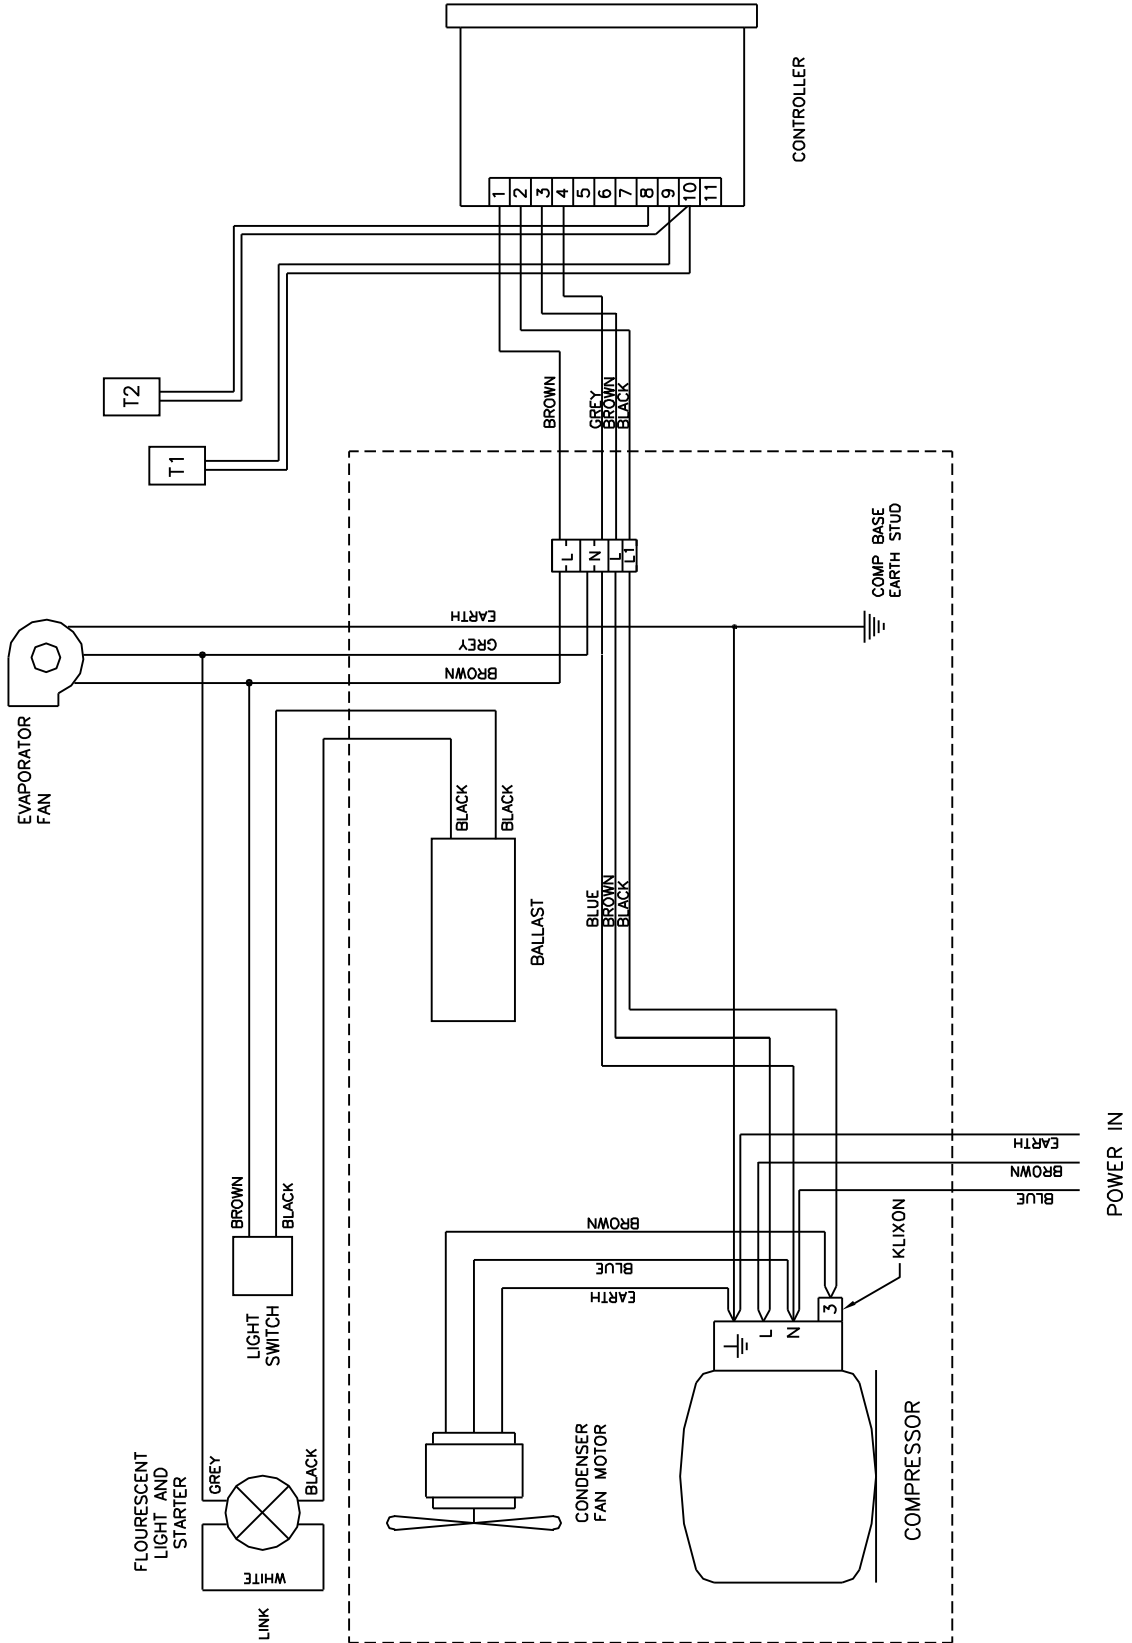 CONTROLLER
1
2
3
4
5
6
7
8
9
10
11
T2
T1
BROWN
GREY
BROWN
BLACK
L
N
L
L1
COMP BASE
EARTH STUD
EARTH
GREY
BROWN
EVAPORATOR
FAN
BLACK
BLACK
BALLAST
BLUE
BROWN
BLACK
BROWN
BLACK
LIGHT
SWITCH
EARTH
BROWN
BLUE
POWER IN
BROWN
BLUE
EARTH
KLIXON
3
L
N
COMPRESSOR
CONDENSER
FAN MOTOR
FLOURESCENT
LIGHT AND
STARTER
GREY
BLACK
WHITE
LINK